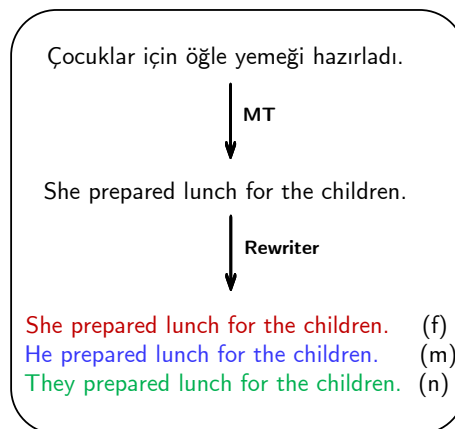 Çocuklar için öğle yemeği hazırladı.
MT
She prepared lunch for the children.
Rewriter
She prepared lunch for the children. (f)
He prepared lunch for the children. (m)
They prepared lunch for the children. (n)